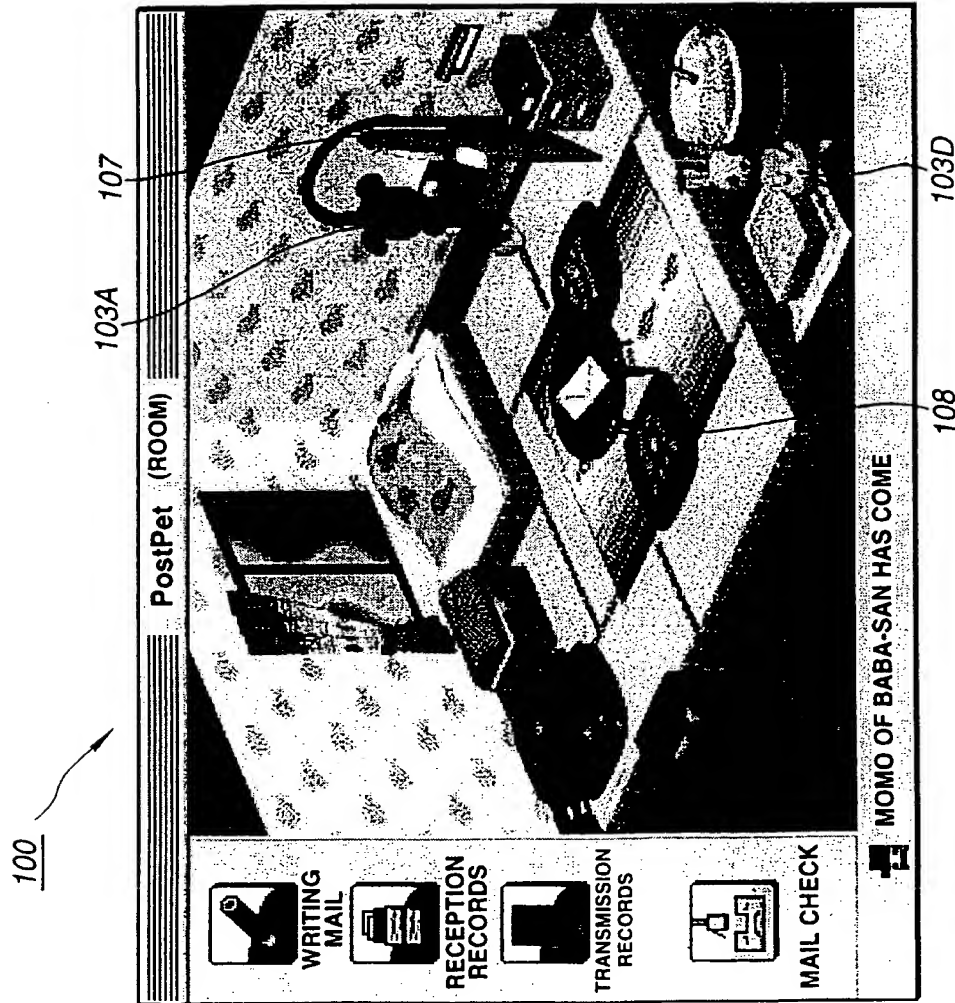 100
PostPet (ROOM)
103A
107
WRITING
MAIL
RECEPTION
RECORDS
TRANSMISSION
RECORDS
MAIL CHECK
MOMO OF BABA-SAN HAS COME
108
103D